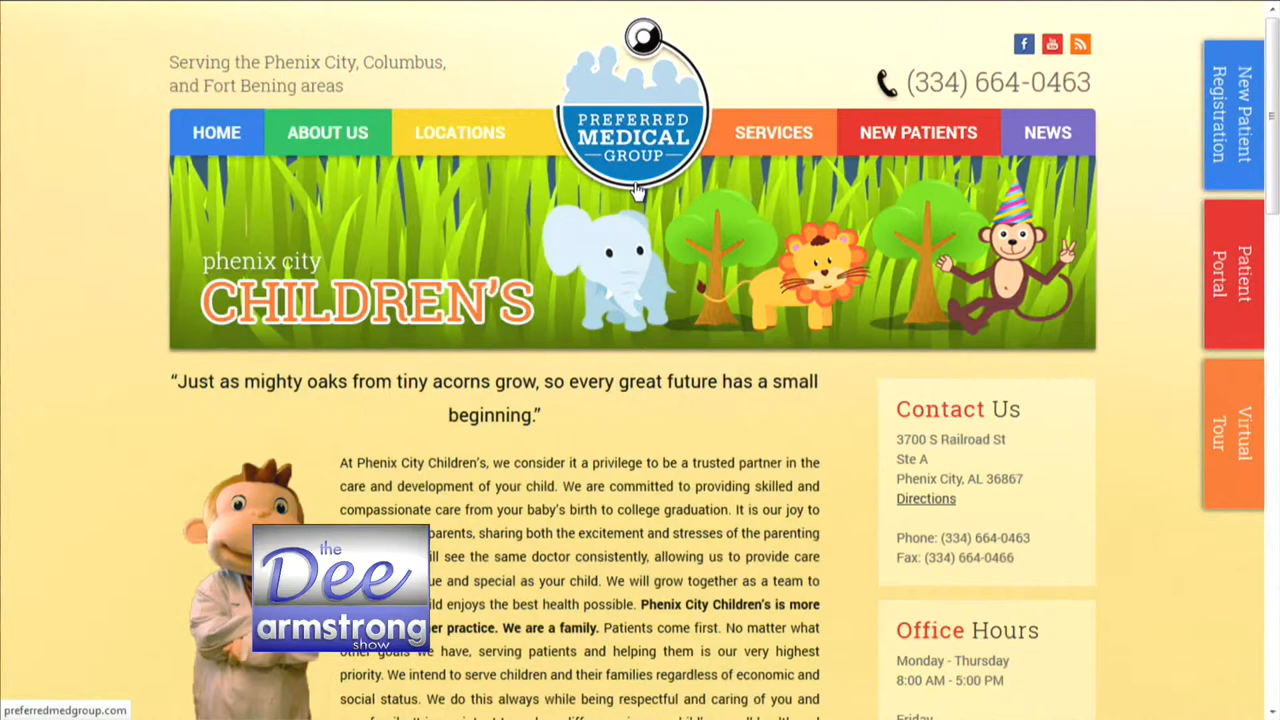 Serving the Phenix City, Columbus,
and Fort Bening areas
(334) 664-0463
HOME
ABOUT US
LOCATIONS
PREFERRED
MEDICAL
GROUP
SERVICES
NEW PATIENTS
NEWS
New Patient
Registration
Patient
Portal
Virtual
Tour
phenix city
CHILDREN'S
“Just as mighty oaks from tiny acorns grow, so every great future has a small
beginning.”
At Phenix City Children's, we consider it a privilege to be a trusted partner in the
care and development of your child. We are committed to providing skilled and
compassionate care from your baby's birth to college graduation. It is our joy to
parents, sharing both the excitement and stresses of the parenting
will see the same doctor consistently, allowing us to provide care
and special as your child. We will grow together as a team to
enjoys the best health possible. Phenix City Children's is more
practice. We are a family. Patients come first. No matter what
we have, serving patients and helping them is our very highest
priority. We intend to serve children and their families regardless of economic and
social status. We do this always while being respectful and caring of you and
the
Dee
armstrong
show
Contact Us
3700 S Railroad St
Ste A
Phenix City, AL 36867
Directions
Phone: (334) 664-0463
Fax: (334) 664-0466
Office Hours
Monday - Thursday
8:00 AM - 5:00 PM
Friday
preferredmedgroup.com